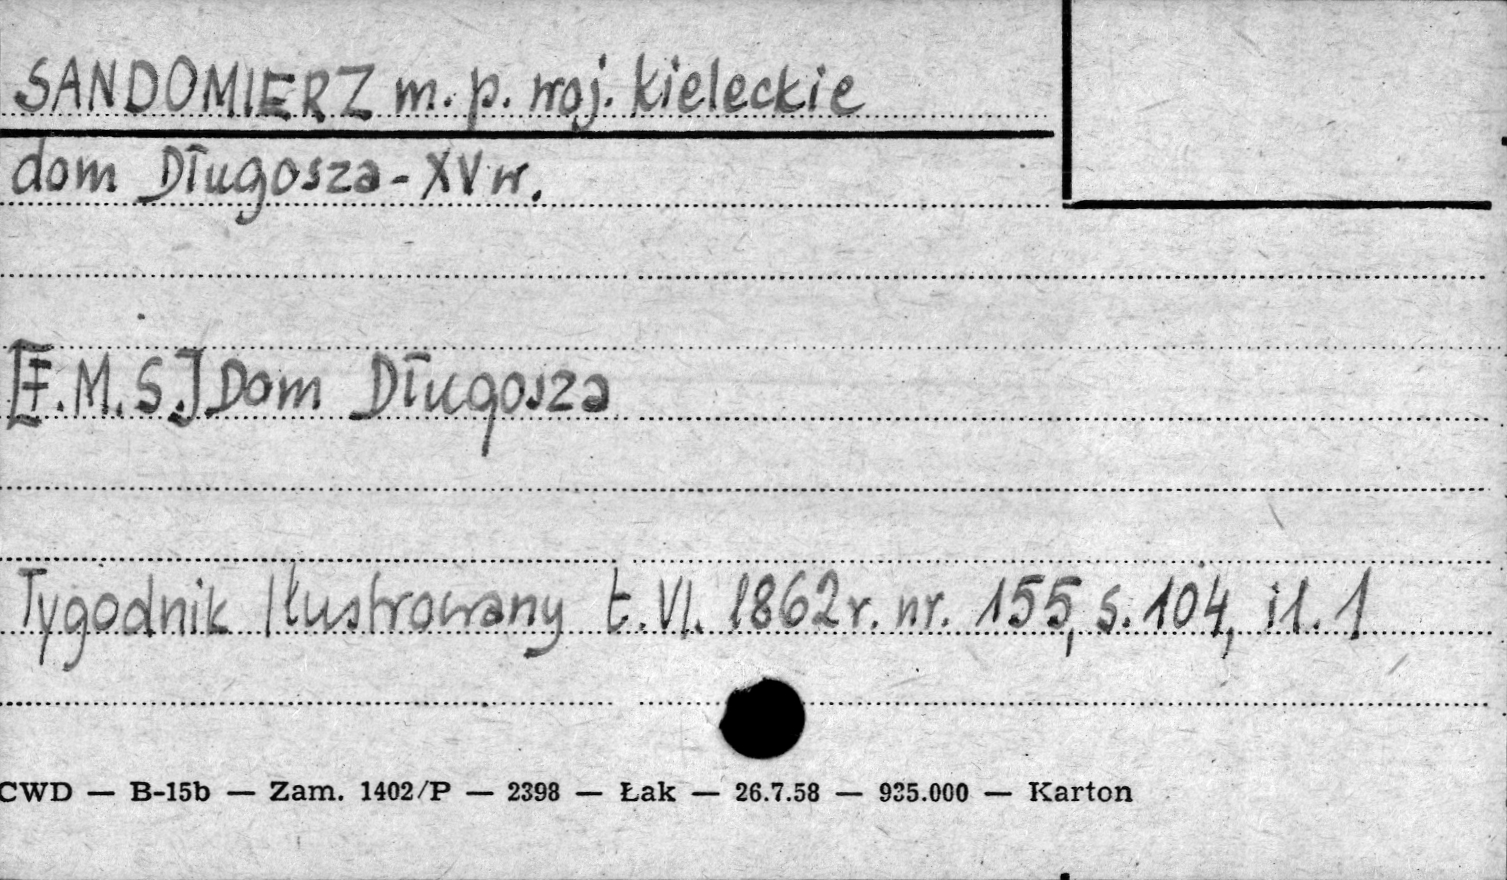 SANDOMIERZ m. p. woj. kieleckie
dom Długosza - XV w.
[F.M.S.] Dom Długosza
Tygodnik Ilustrowany t. VI. 1862 r. nr. 155, s. 104, il. 1
CWD — B-15b — Zam. 1402/P — 2398 — Łak — 26.7.58 — 935.000 — Karton